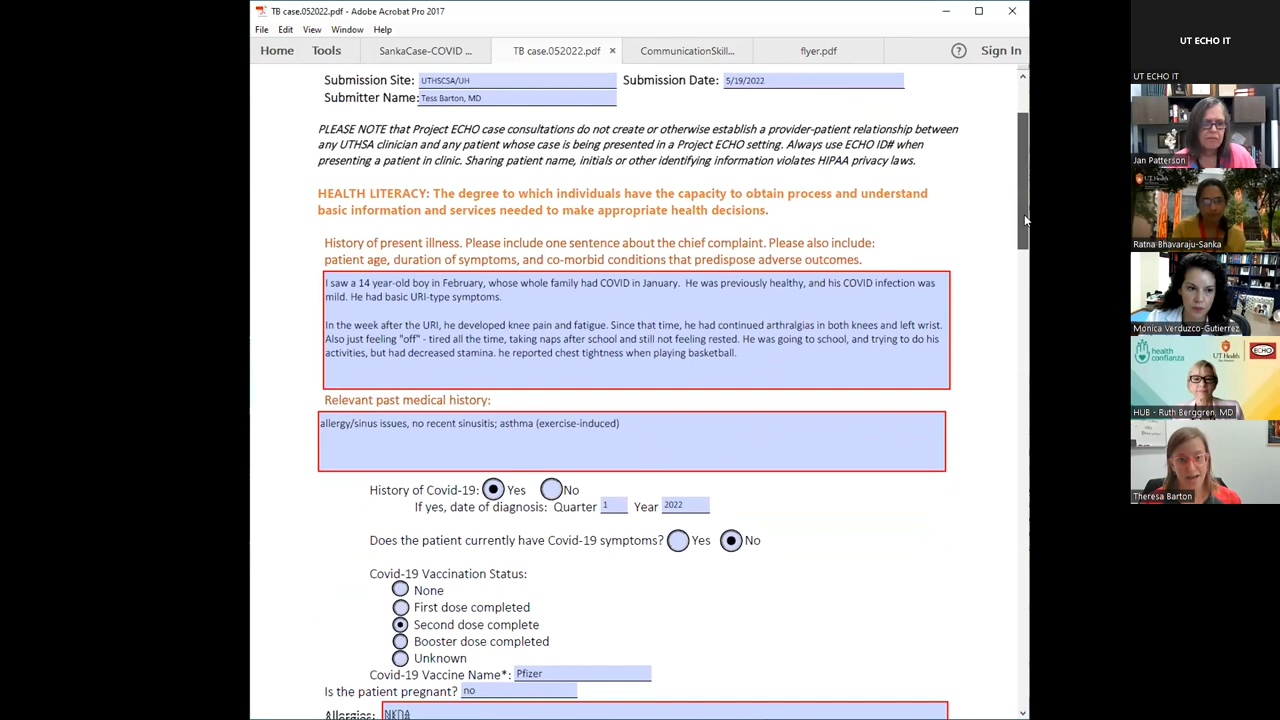 TB case.052022.pdf - Adobe Acrobat Pro 2017
File Edit View Window Help
Home Tools SankaCase-COVID ... TB case.052022.pdf × CommunicationSkill... flyer.pdf ? Sign In
Submission Site: UTHSCSA/UH Submission Date: 5/19/2022
Submitter Name: Tess Barton, MD
PLEASE NOTE that Project ECHO case consultations do not create or otherwise establish a provider-patient relationship between
any UTHSA clinician and any patient whose case is being presented in a Project ECHO setting. Always use ECHO ID# when
presenting a patient in clinic. Sharing patient name, initials or other identifying information violates HIPAA privacy laws.
HEALTH LITERACY: The degree to which individuals have the capacity to obtain process and understand
basic information and services needed to make appropriate health decisions.
History of present illness. Please include one sentence about the chief complaint. Please also include:
patient age, duration of symptoms, and co-morbid conditions that predispose adverse outcomes.
I saw a 14 year-old boy in February, whose whole family had COVID in January. He was previously healthy, and his COVID infection was
mild. He had basic URI-type symptoms.
In the week after the URI, he developed knee pain and fatigue. Since that time, he had continued arthralgias in both knees and left wrist.
Also just feeling "off" - tired all the time, taking naps after school and still not feeling rested. He was going to school, and trying to do his
activities, but had decreased stamina. he reported chest tightness when playing basketball.
Relevant past medical history:
allergy/sinus issues, no recent sinusitis; asthma (exercise-induced)
History of Covid-19: Yes No
If yes, date of diagnosis: Quarter 1 Year 2022
Does the patient currently have Covid-19 symptoms? Yes No
Covid-19 Vaccination Status:
None
First dose completed
Second dose complete
Booster dose completed
Unknown
Covid-19 Vaccine Name*: Pfizer
Is the patient pregnant? no
Allergies: NKDA
UT ECHO IT
UT ECHO IT
Jan Patterson
Ratna Bhavaraju-Sanka
Monica Verduzco-Gutierrez
health confianza
UT Health
ECHO
HUB - Ruth Berggren, MD
Theresa Barton